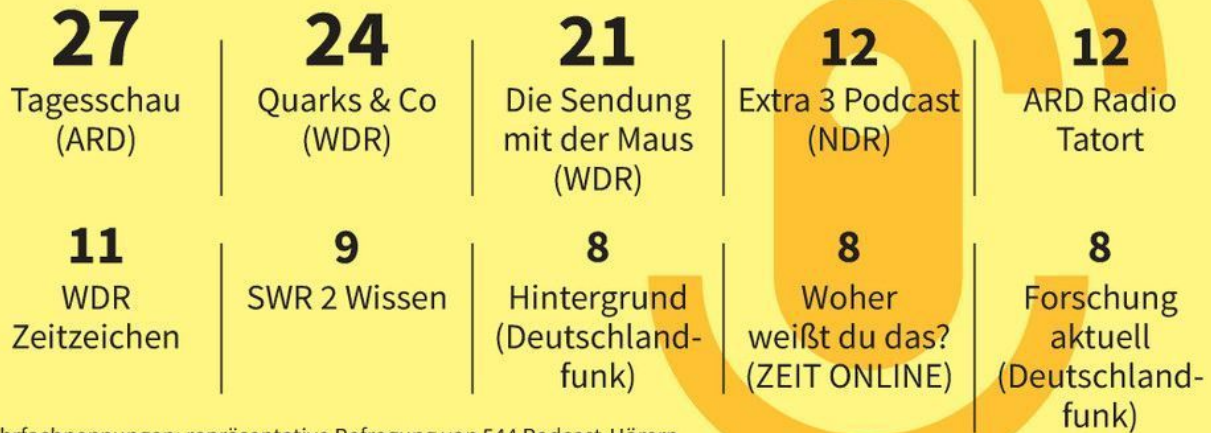 27
Tagesschau
(ARD)
24
Quarks & Co
(WDR)
21
Die Sendung
mit der Maus
(WDR)
12
Extra 3 Podcast
(NDR)
12
ARD Radio
Tatort
11
WDR
Zeitzeichen
9
SWR 2 Wissen
8
Hintergrund
(Deutschland-
funk)
8
Woher
weißt du das?
(ZEIT ONLINE)
8
Forschung
aktuell
(Deutschland-
funk)